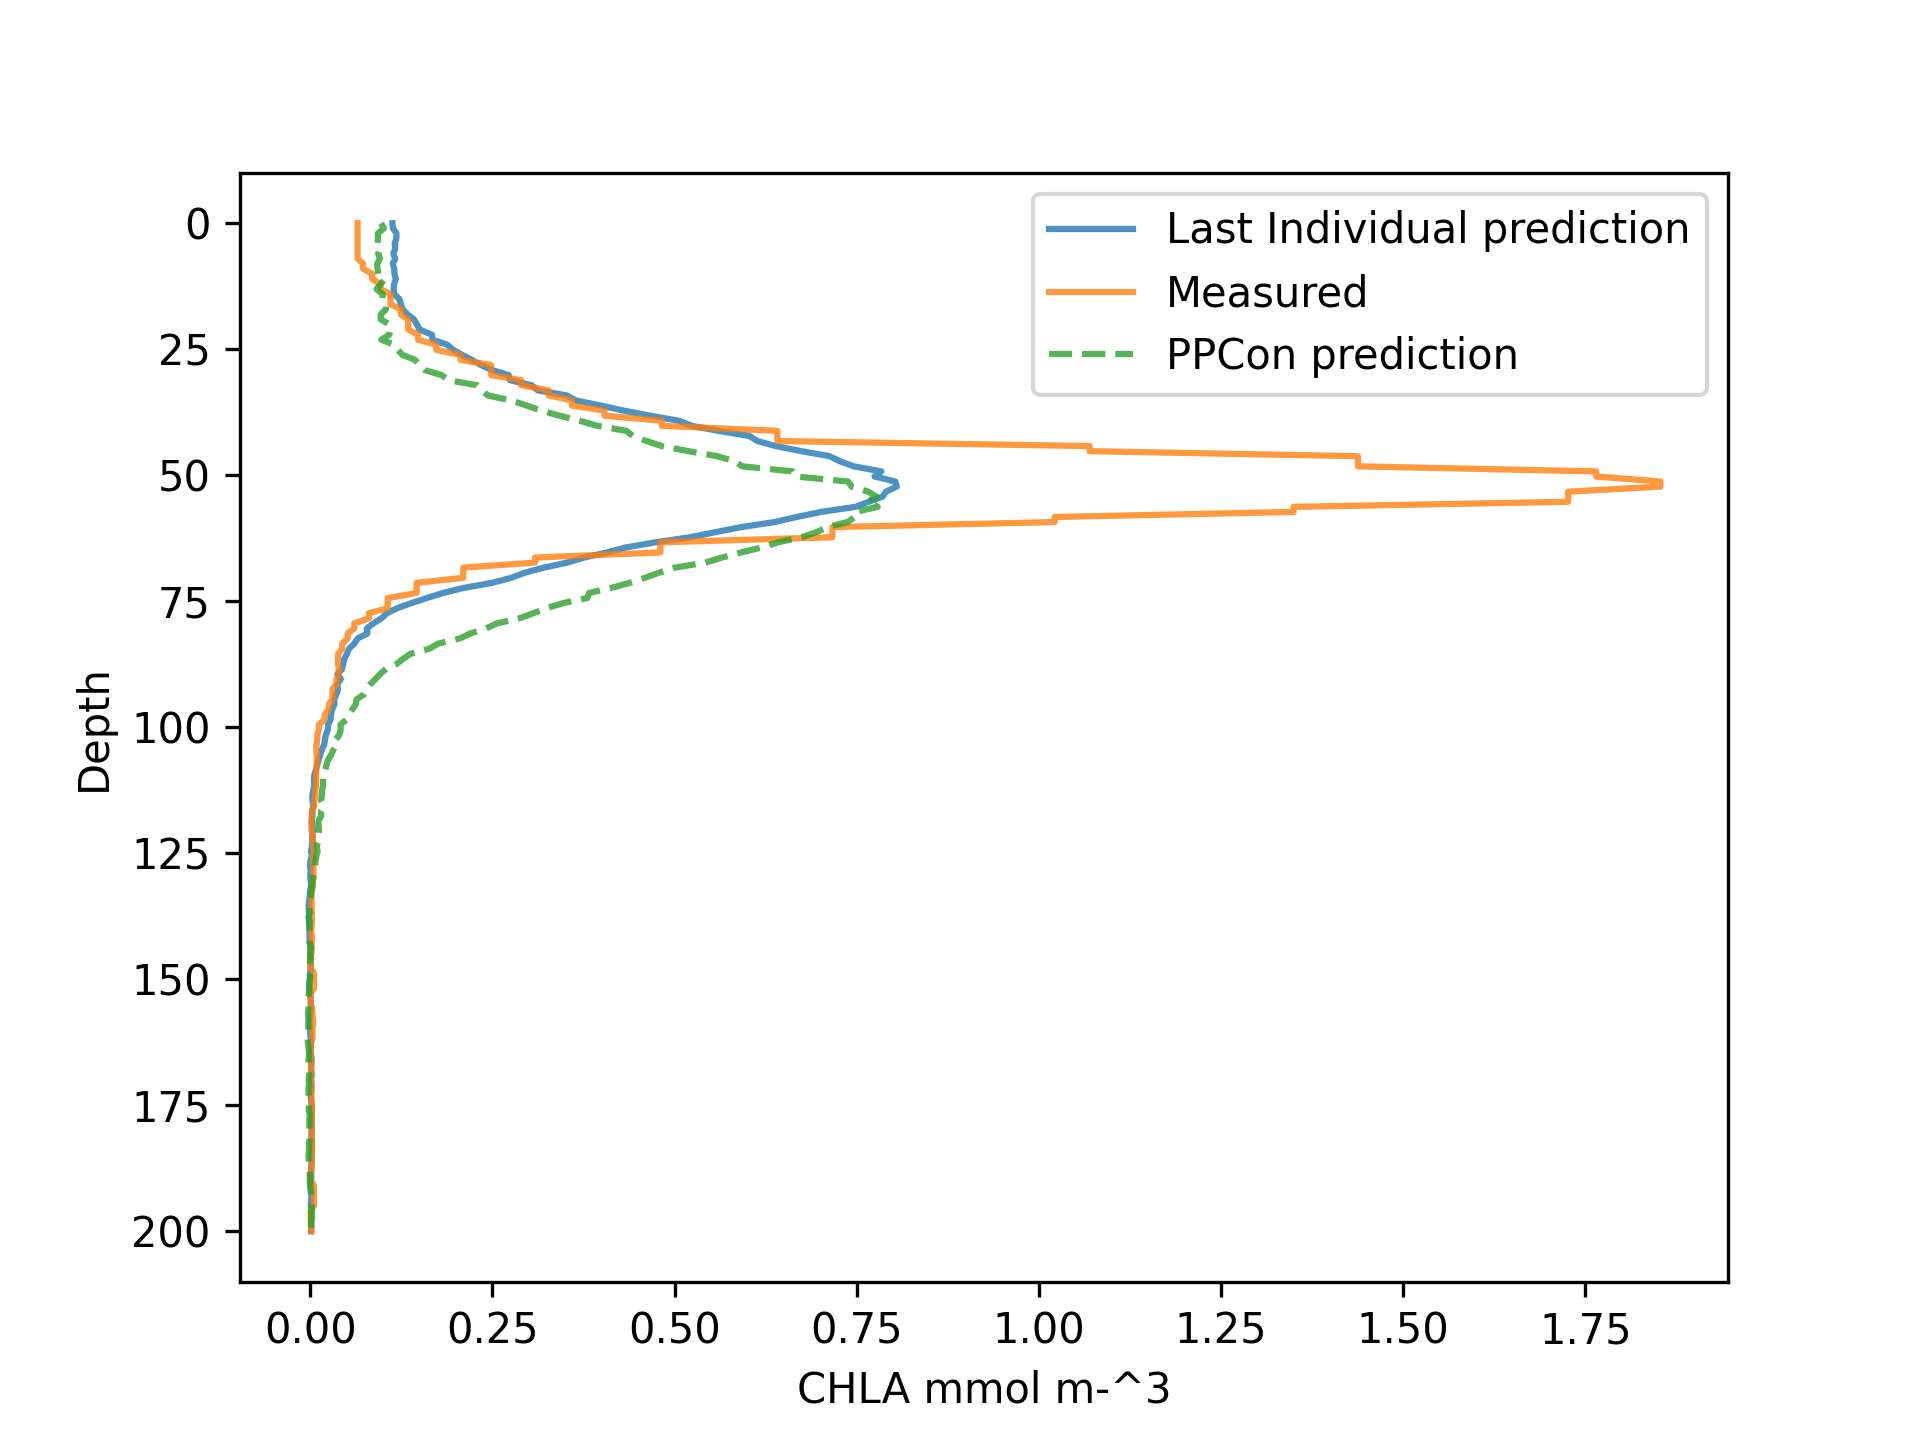 Last Individual prediction
Measured
PPCon prediction
0
25
50
75
100
125
150
175
200
Depth
0.00 0.25 0.50 0.75 1.00 1.25 1.50 1.75
CHLA mmol m-^3